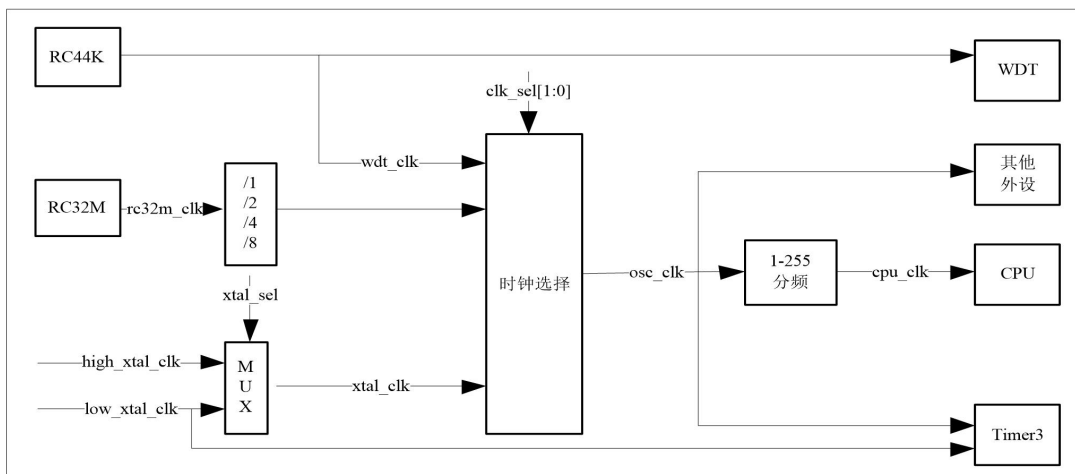 RC44K
WDT
clk_sel[1:0]
wdt_clk
其他
外设
RC32M
rc32m_clk
/1
/2
/4
/8
时钟选择
osc_clk
1-255
分频
cpu_clk
CPU
xtal_sel
high_xtal_clk
low_xtal_clk
M
U
X
xtal_clk
Timer3